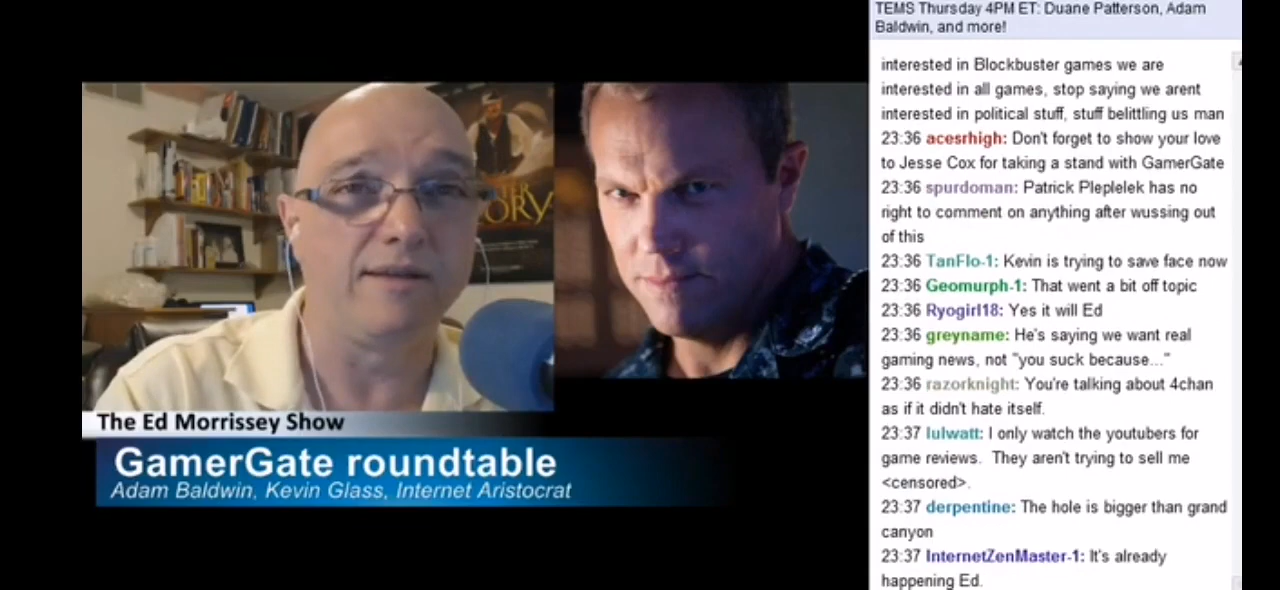 TEMS Thursday 4PM ET: Duane Patterson, Adam
Baldwin, and more!
interested in Blockbuster games we are
interested in all games, stop saying we arent
interested in political stuff, stuff belittling us man
23:36 acesrhigh: Don't forget to show your love
to Jesse Cox for taking a stand with GamerGate
23:36 spurdoman: Patrick Pleplelek has no
right to comment on anything after wussing out
of this
23:36 TanFlo-1: Kevin is trying to save face now
23:36 Geomurph-1: That went a bit off topic
23:36 Ryogirl18: Yes it will Ed
23:36 greyname: He's saying we want real
gaming news, not "you suck because..."
23:36 razorknight: You're talking about 4chan
as if it didn't hate itself.
23:37 lulwatt: I only watch the youtubers for
game reviews.  They aren't trying to sell me
<censored>.
23:37 derpentine: The hole is bigger than grand
canyon
23:37 InternetZenMaster-1: It's already
happening Ed.
The Ed Morrissey Show
GamerGate roundtable
Adam Baldwin, Kevin Glass, Internet Aristocrat